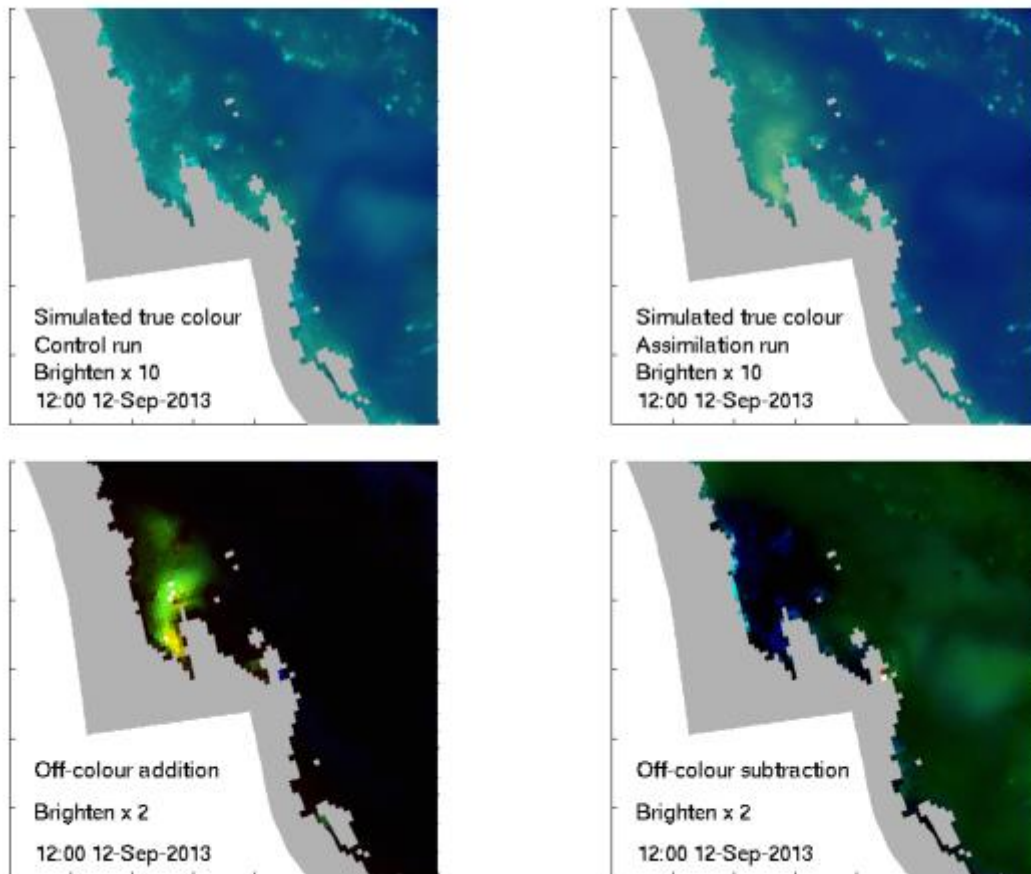 Simulated true colour
Control run
Brighten x 10
12:00 12-Sep-2013
Simulated true colour
Assimilation run
Brighten x 10
12:00 12-Sep-2013
Off-colour addition
Brighten x 2
12:00 12-Sep-2013
Off-colour subtraction
Brighten x 2
12:00 12-Sep-2013